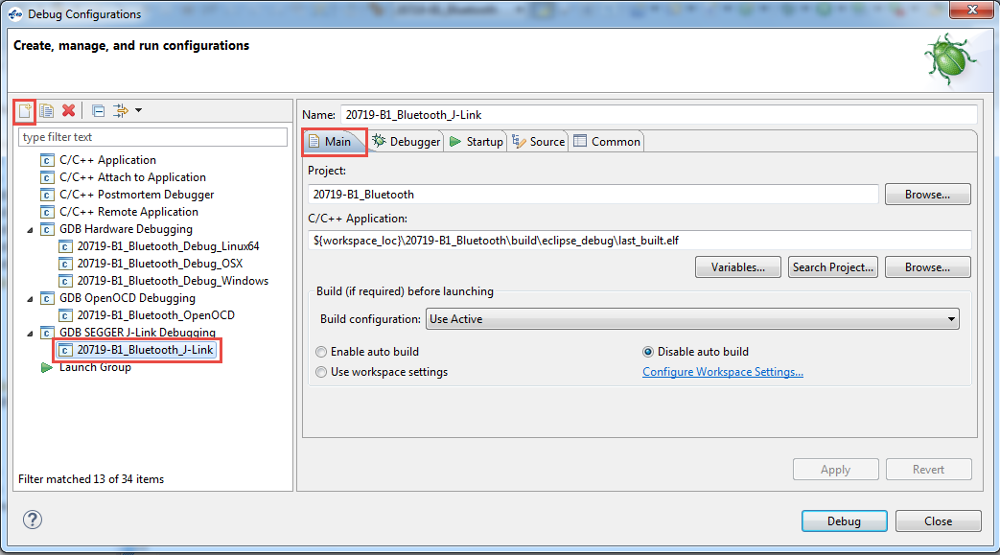 Debug Configurations
Create, manage, and run configurations
type filter text
C/C++ Application
C/C++ Attach to Application
C/C++ Postmortem Debugger
C/C++ Remote Application
GDB Hardware Debugging
20719-B1_Bluetooth_Debug_Linux64
20719-B1_Bluetooth_Debug_OSX
20719-B1_Bluetooth_Debug_Windows
GDB OpenOCD Debugging
20719-B1_Bluetooth_OpenOCD
GDB SEGGER J-Link Debugging
20719-B1_Bluetooth_J-Link
Launch Group
Filter matched 13 of 34 items
Name: 20719-B1_Bluetooth_J-Link
Main Debugger Startup Source Common
Project:
20719-B1_Bluetooth Browse...
C/C++ Application:
${workspace_loc}\20719-B1_Bluetooth\build\eclipse_debug\last_built.elf
Variables... Search Project... Browse...
Build (if required) before launching
Build configuration: Use Active
Enable auto build Disable auto build
Use workspace settings Configure Workspace Settings...
Apply Revert
Debug Close